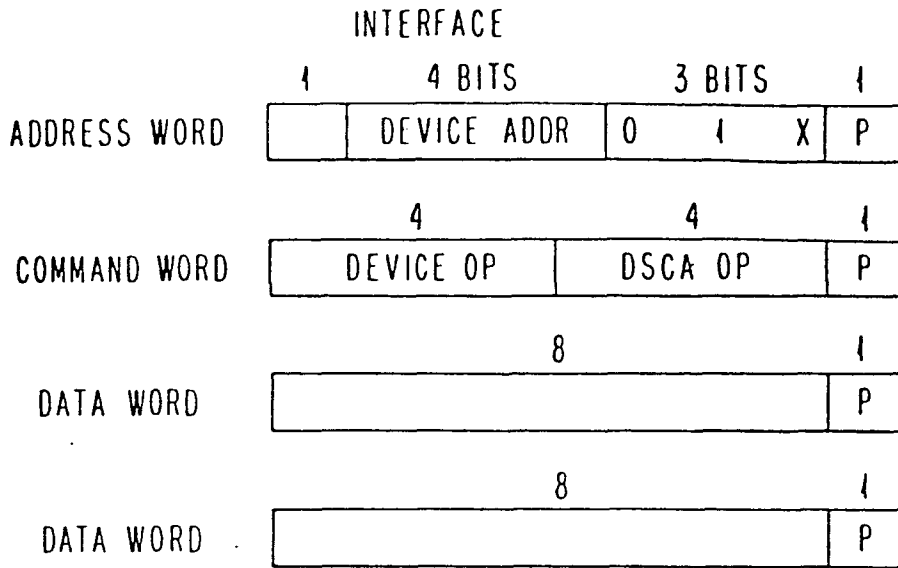 INTERFACE
1 4 BITS 3 BITS 1
ADDRESS WORD DEVICE ADDR 0 1 X P
4 4 1
COMMAND WORD DEVICE OP DSCA OP P
8 1
DATA WORD P
8 1
DATA WORD P